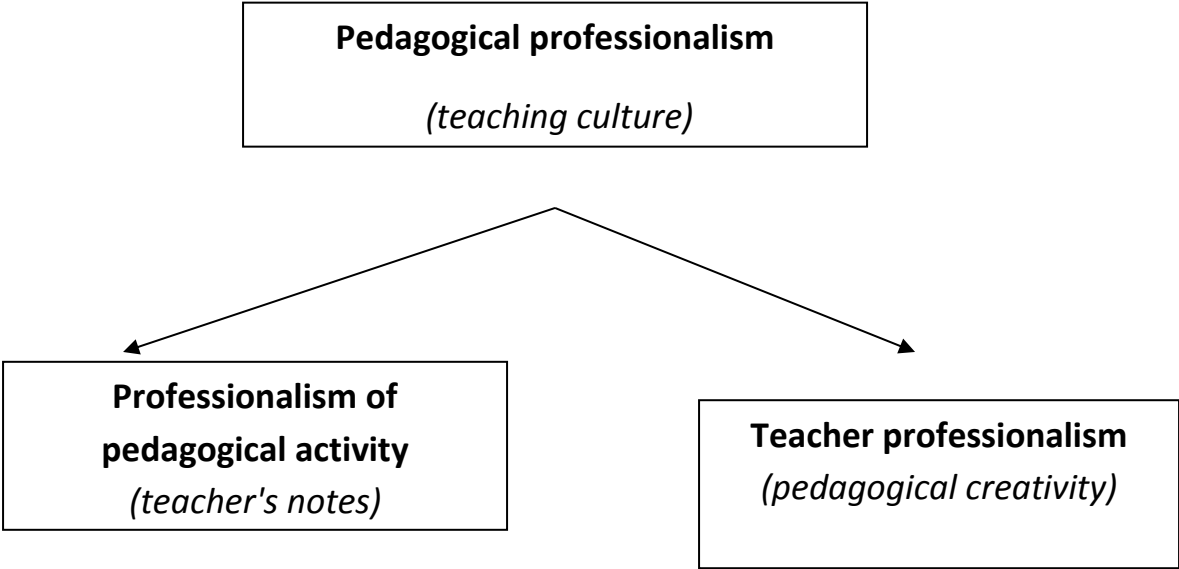 Pedagogical professionalism
(teaching culture)
Professionalism of
pedagogical activity
(teacher's notes)
Teacher professionalism
(pedagogical creativity)